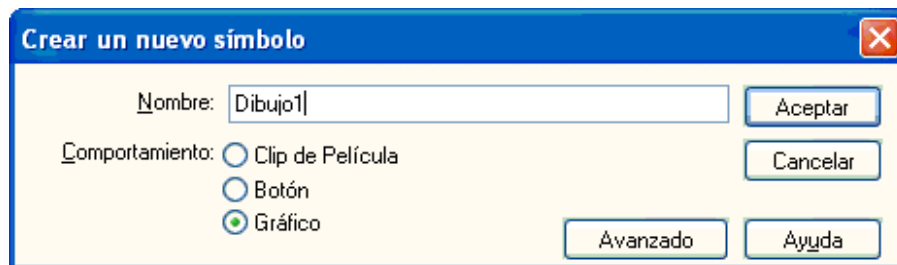 Crear un nuevo símbolo
Nombre: Dibujo1 Aceptar
Comportamiento: Clip de Película Cancelar
Botón
Gráfico
Avanzado Ayuda